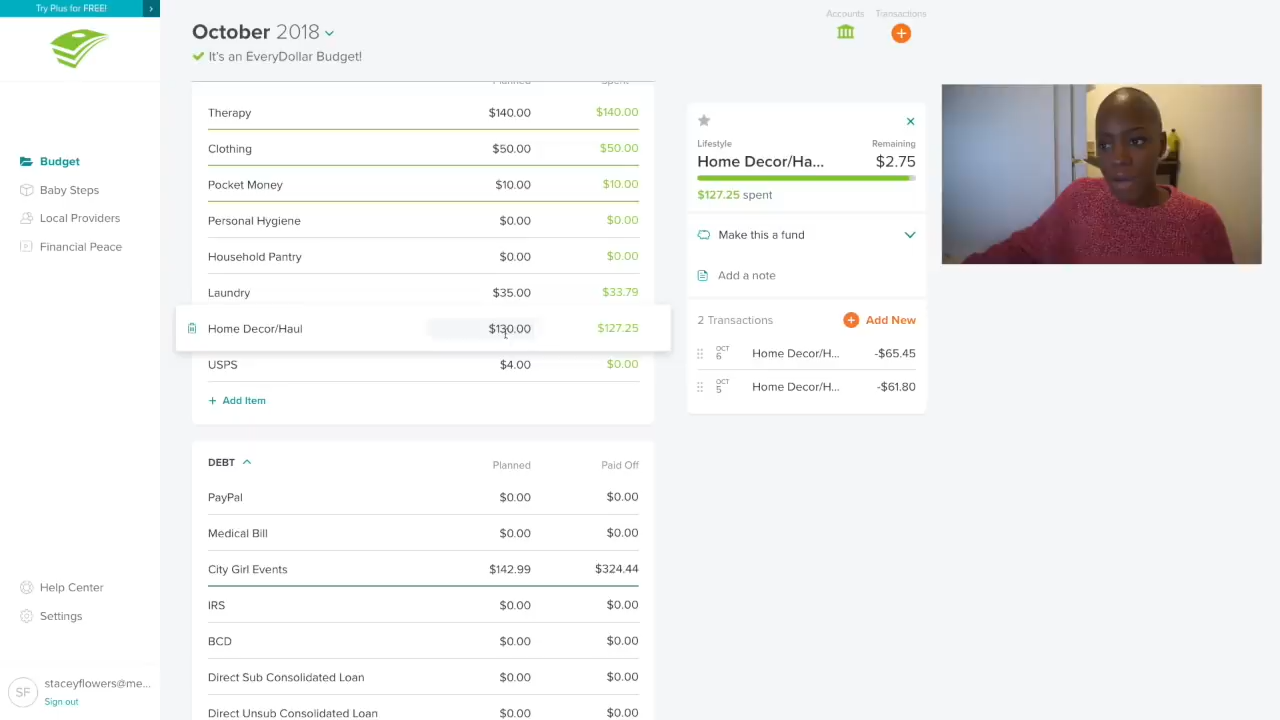 Try Plus for FREE! >
October 2018
It's an EveryDollar Budget!
Accounts
Transactions
Budget
Baby Steps
Local Providers
Financial Peace
Help Center
Settings
SF
staceyflowers@me...
Sign out
Planned Spent
Therapy $140.00 $140.00
Clothing $50.00 $50.00
Pocket Money $10.00 $10.00
Personal Hygiene $0.00 $0.00
Household Pantry $0.00 $0.00
Laundry $35.00 $33.79
Home Decor/Haul $130.00 $127.25
USPS $4.00 $0.00
+ Add Item
DEBT Planned Paid Off
PayPal $0.00 $0.00
Medical Bill $0.00 $0.00
City Girl Events $142.99 $324.44
IRS $0.00 $0.00
BCD $0.00 $0.00
Direct Sub Consolidated Loan $0.00 $0.00
Direct Unsub Consolidated Loan $0.00 $0.00
Lifestyle Remaining
Home Decor/Ha... $2.75
$127.25 spent
Make this a fund
Add a note
2 Transactions Add New
OCT 6 Home Decor/H... -$65.45
OCT 5 Home Decor/H... -$61.80